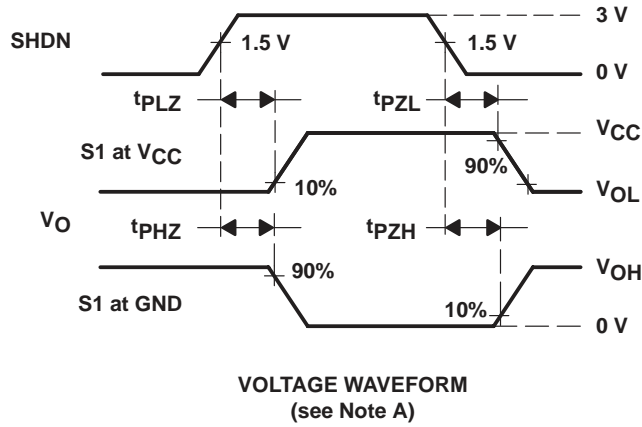 3 V
SHDN
1.5 V
1.5 V
0 V
tPLZ
tPZL
VCC
S1 at VCC
90%
10%
VOL
VO
tPHZ
tPZH
90%
VOH
S1 at GND
10%
0 V
VOLTAGE WAVEFORM
(see Note A)